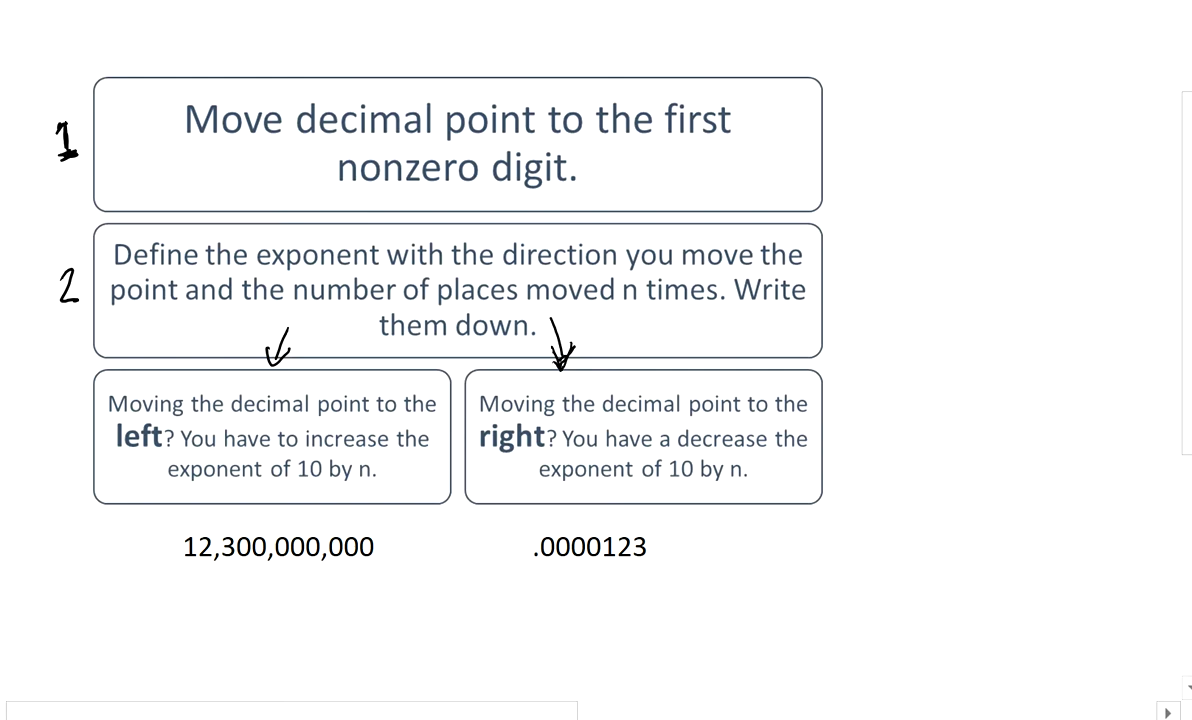 1
Move decimal point to the first
nonzero digit.
2
Define the exponent with the direction you move the
point and the number of places moved n times. Write
them down.
Moving the decimal point to the
left? You have to increase the
exponent of 10 by n.
Moving the decimal point to the
right? You have a decrease the
exponent of 10 by n.
12,300,000,000
.0000123